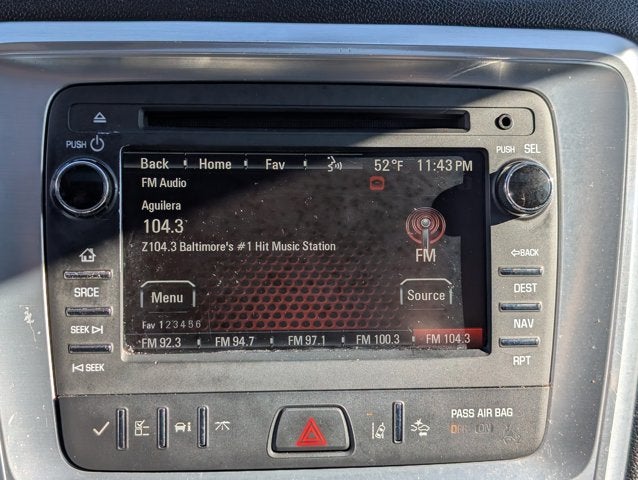 PUSH
PUSH SEL
Back Home Fav 52°F 11:43 PM
FM Audio
Aguilera
104.3
Z104.3 Baltimore's #1 Hit Music Station
FM
BACK
SRCE
DEST
Menu
Source
SEEK
NAV
Fav 1 2 3 4 5 6
FM 92.3 FM 94.7 FM 97.1 FM 100.3 FM 104.3
SEEK
RPT
PASS AIR BAG
OFF ON